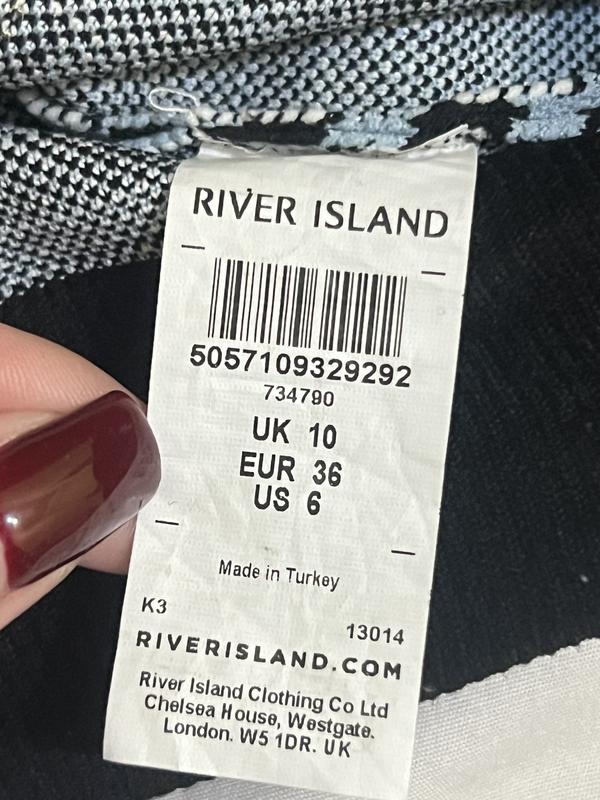 RIVER ISLAND
5057109329292
734790
UK 10
EUR 36
US 6
Made in Turkey
K3
13014
RIVERISLAND.COM
River Island Clothing Co Ltd
Chelsea House, Westgate.
London. W5 1DR. UK